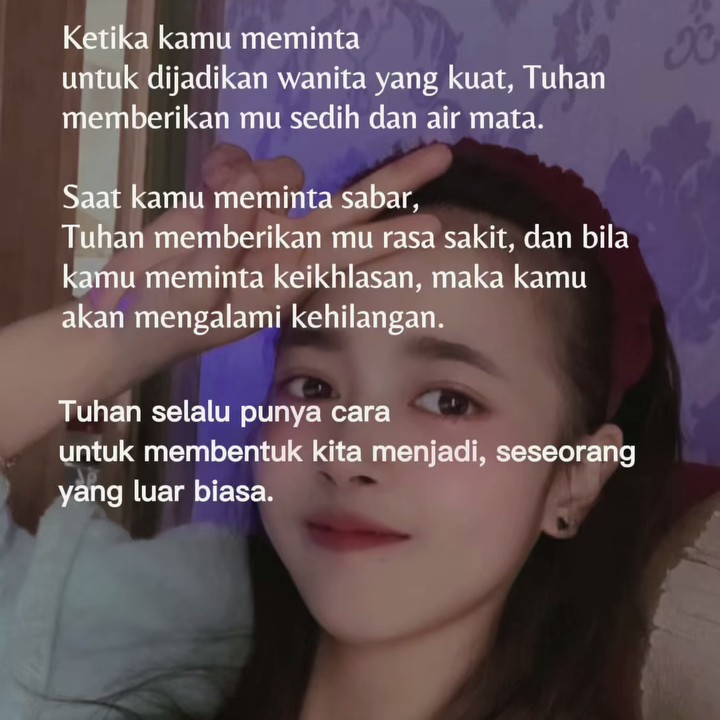 Ketika kamu meminta
untuk dijadikan wanita yang kuat, Tuhan
memberikan mu sedih dan air mata.
Saat kamu meminta sabar,
Tuhan memberikan mu rasa sakit, dan bila
kamu meminta keikhlasan, maka kamu
akan mengalami kehilangan.
Tuhan selalu punya cara
untuk membentuk kita menjadi, seseorang
yang luar biasa.